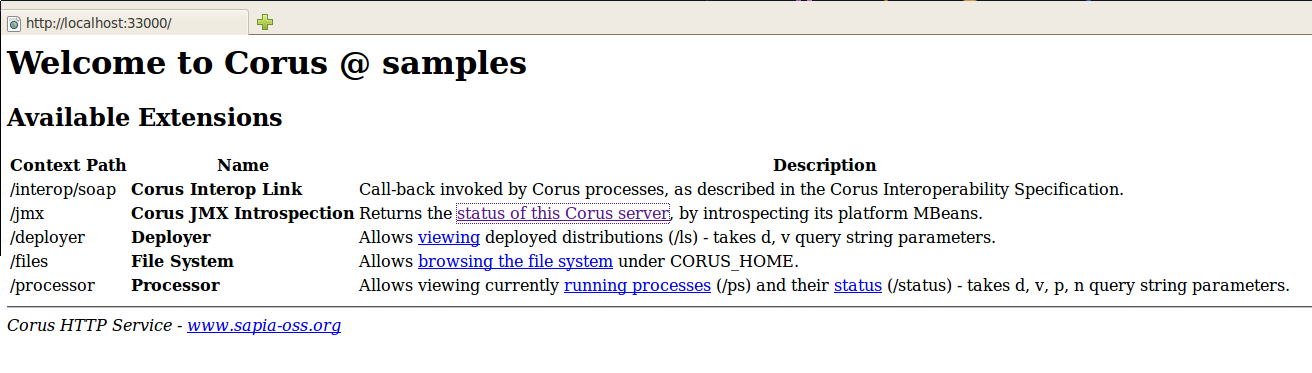 http://localhost:33000/
Welcome to Corus @ samples
Available Extensions
Context Path Name Description
/interop/soap Corus Interop Link Call-back invoked by Corus processes, as described in the Corus Interoperability Specification.
/jmx Corus JMX Introspection Returns the status of this Corus server, by introspecting its platform MBeans.
/deployer Deployer Allows viewing deployed distributions (/ls) - takes d, v query string parameters.
/files File System Allows browsing the file system under CORUS_HOME.
/processor Processor Allows viewing currently running processes (/ps) and their status (/status) - takes d, v, p, n query string parameters.
Corus HTTP Service - www.sapia-oss.org